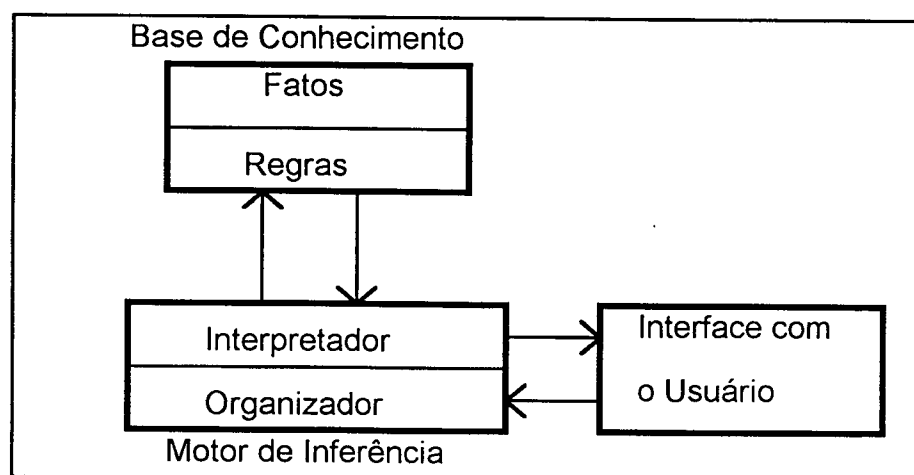 Base de Conhecimento
Fatos
Regras
Interpretador
Organizador
Motor de Inferência
Interface com
o Usuário